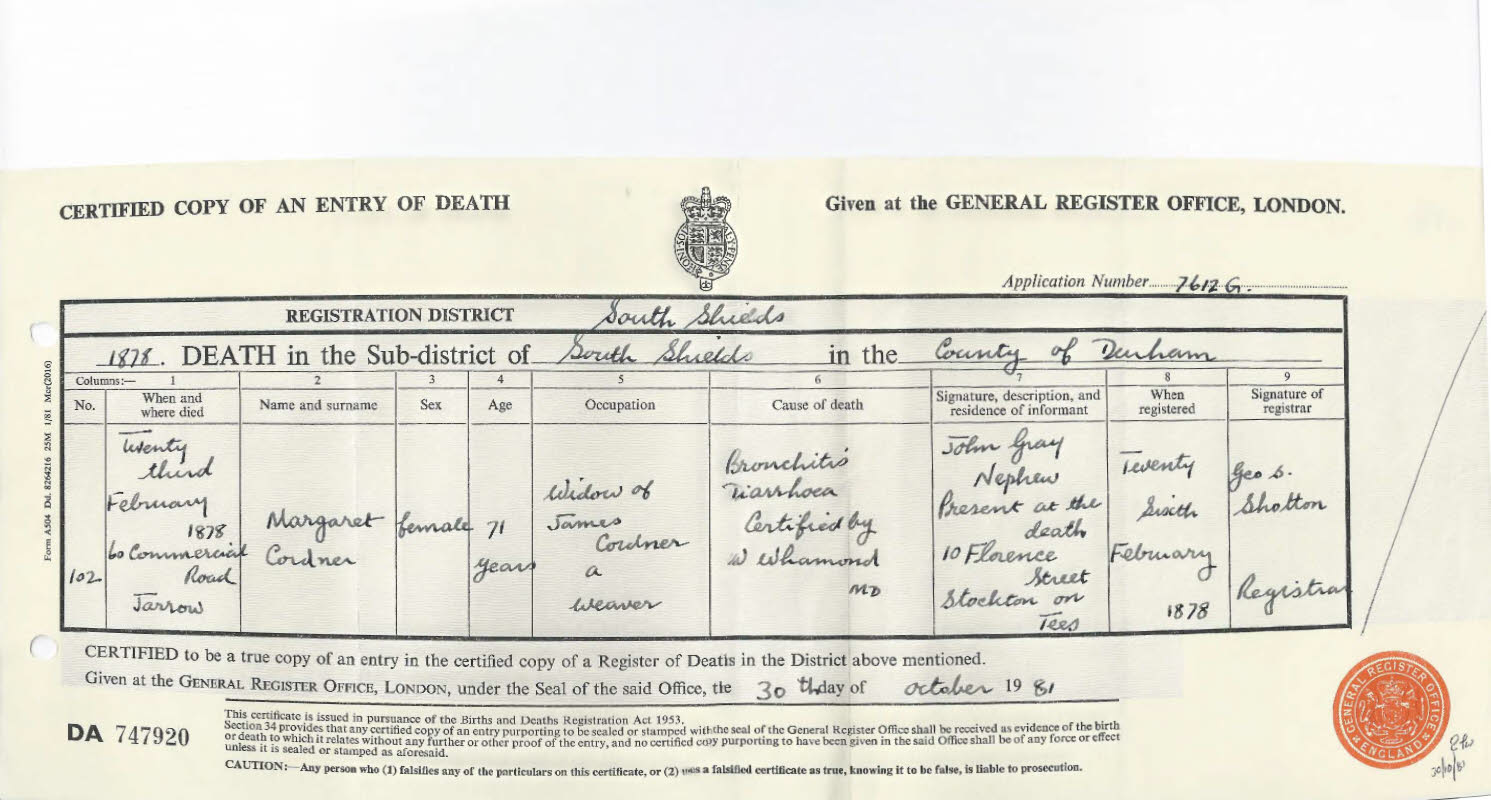 CERTIFIED COPY OF AN ENTRY OF DEATH
Given at the GENERAL REGISTER OFFICE, LONDON.
Application Number 7612 G.
REGISTRATION DISTRICT South Shields
1878. DEATH in the Sub-district of South Shields in the County of Durham
Columns:— 1 2 3 4 5 6 7 8 9
No. When and where died Name and surname Sex Age Occupation Cause of death Signature, description, and residence of informant When registered Signature of registrar
102
Twenty
third
February
1878
60 Commercial
Road
Jarrow
Margaret
Cordner
female
71
years
Widow of
James
Cordner
a
Weaver
Bronchitis
Diarrhoea
Certified by
W Whamond
MD
John Gray
Nephew
Present at the
death
10 Florence
Street
Stockton on
Tees
Twenty
Sixth
February
1878
Geo S.
Shotton
Registrar
CERTIFIED to be a true copy of an entry in the certified copy of a Register of Deaths in the District above mentioned.
Given at the GENERAL REGISTER OFFICE, LONDON, under the Seal of the said Office, the 30th day of October 1981
DA 747920
This certificate is issued in pursuance of the Births and Deaths Registration Act 1953.
Section 34 provides that any certified copy of an entry purporting to be sealed or stamped with the seal of the General Register Office shall be received as evidence of the birth
or death to which it relates without any further or other proof of the entry, and no certified copy purporting to have been given in the said Office shall be of any force or effect
unless it is sealed or stamped as aforesaid.
CAUTION:—Any person who (1) falsifies any of the particulars on this certificate, or (2) uses a falsified certificate as true, knowing it to be false, is liable to prosecution.
Form A504 Dd. 8264216 25M 1/81 Mcr(2016)
GENERAL REGISTER OFFICE
ENGLAND
30/10/81